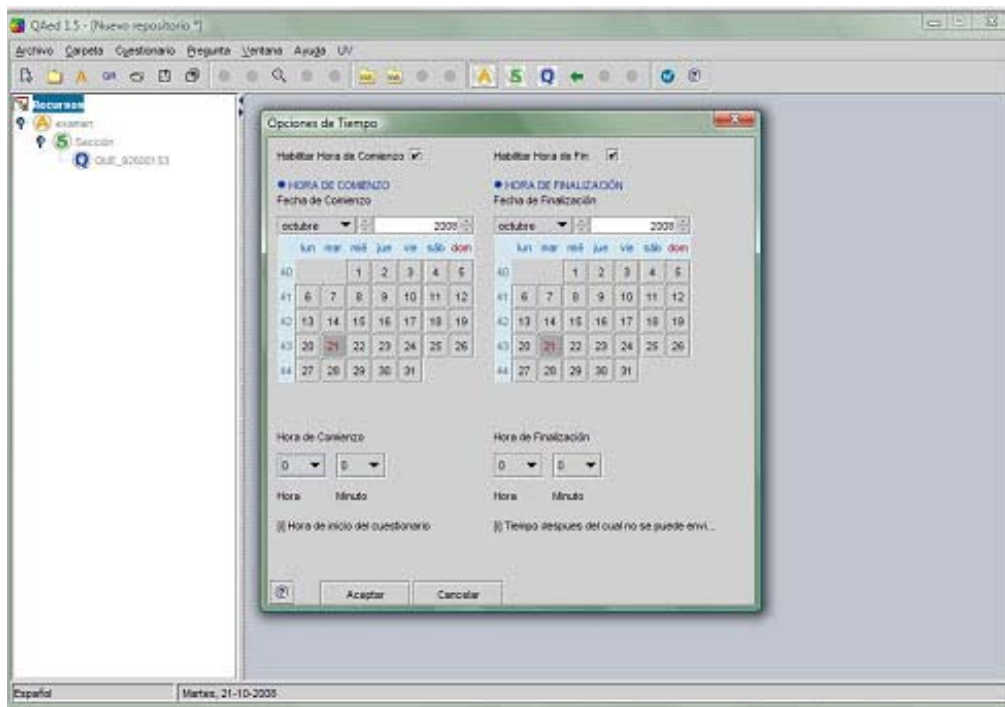 QAed 1.5 - [Nuevo repositorio *]
Archivo Carpeta Cuestionario Pregunta Ventana Ayuda UV
A QR
A S Q
Recursos
A examen
S Sección
Q QUE_92600153
Opciones de Tiempo
Habilitar Hora de Comienzo
Habilitar Hora de Fin
HORA DE COMIENZO
HORA DE FINALIZACIÓN
Fecha de Comienzo
Fecha de Finalización
octubre 2008
octubre 2008
lun mar mié jue vie sáb dom
lun mar mié jue vie sáb dom
40 1 2 3 4 5
40 1 2 3 4 5
41 6 7 8 9 10 11 12
41 6 7 8 9 10 11 12
42 13 14 15 16 17 18 19
42 13 14 15 16 17 18 19
43 20 21 22 23 24 25 26
43 20 21 22 23 24 25 26
44 27 28 29 30 31
44 27 28 29 30 31
Hora de Comienzo
Hora de Finalización
0 0
0 0
Hora Minuto
Hora Minuto
[i] Hora de inicio del cuestionario
[i] Tiempo despues del cual no se puede envi...
Aceptar Cancelar
Español
Martes, 21-10-2008